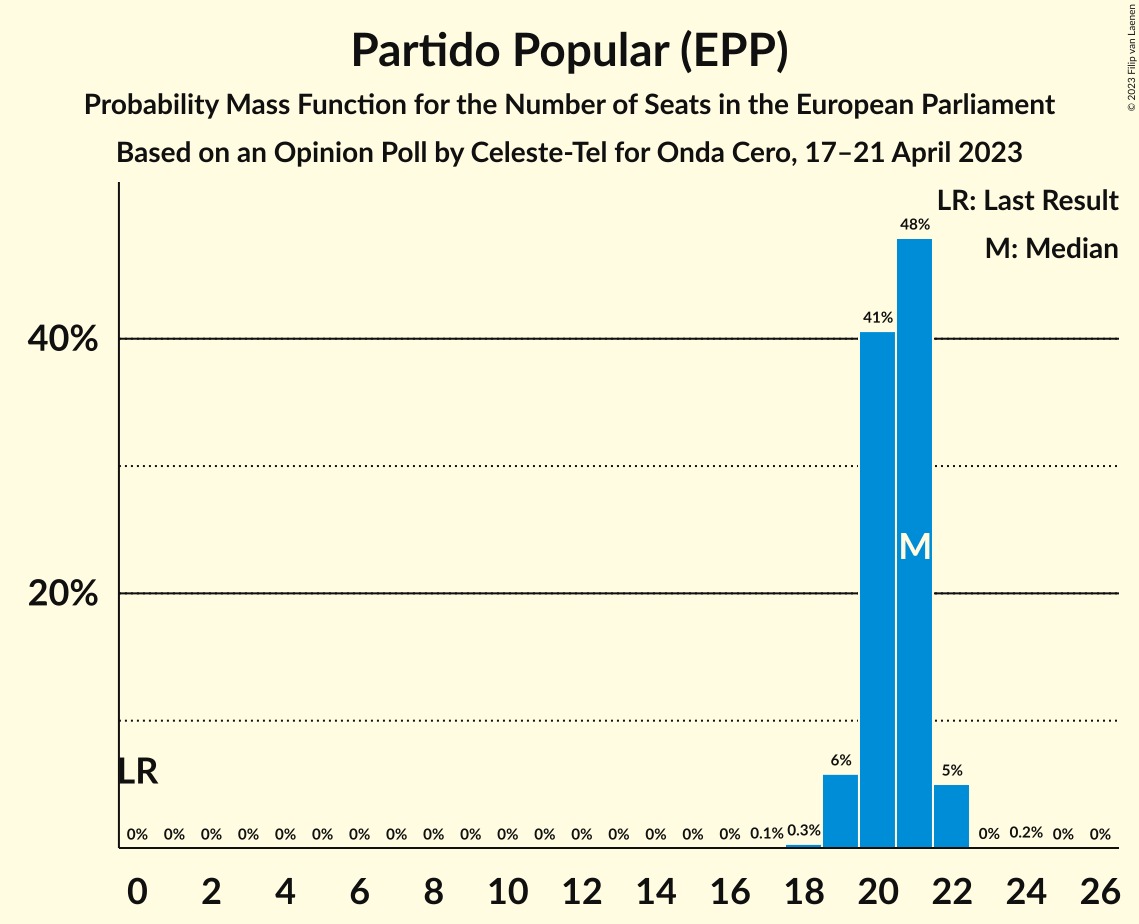 © 2023 Filip van Laenen
Partido Popular (EPP)
Probability Mass Function for the Number of Seats in the European Parliament
Based on an Opinion Poll by Celeste-Tel for Onda Cero, 17–21 April 2023
LR: Last Result
M: Median
48%
41%
40%
M
20%
LR
6%
5%
0% 0% 0% 0% 0% 0% 0% 0% 0% 0% 0% 0% 0% 0% 0% 0% 0% 0.1% 0.3% 0% 0.2% 0% 0%
0 2 4 6 8 10 12 14 16 18 20 22 24 26